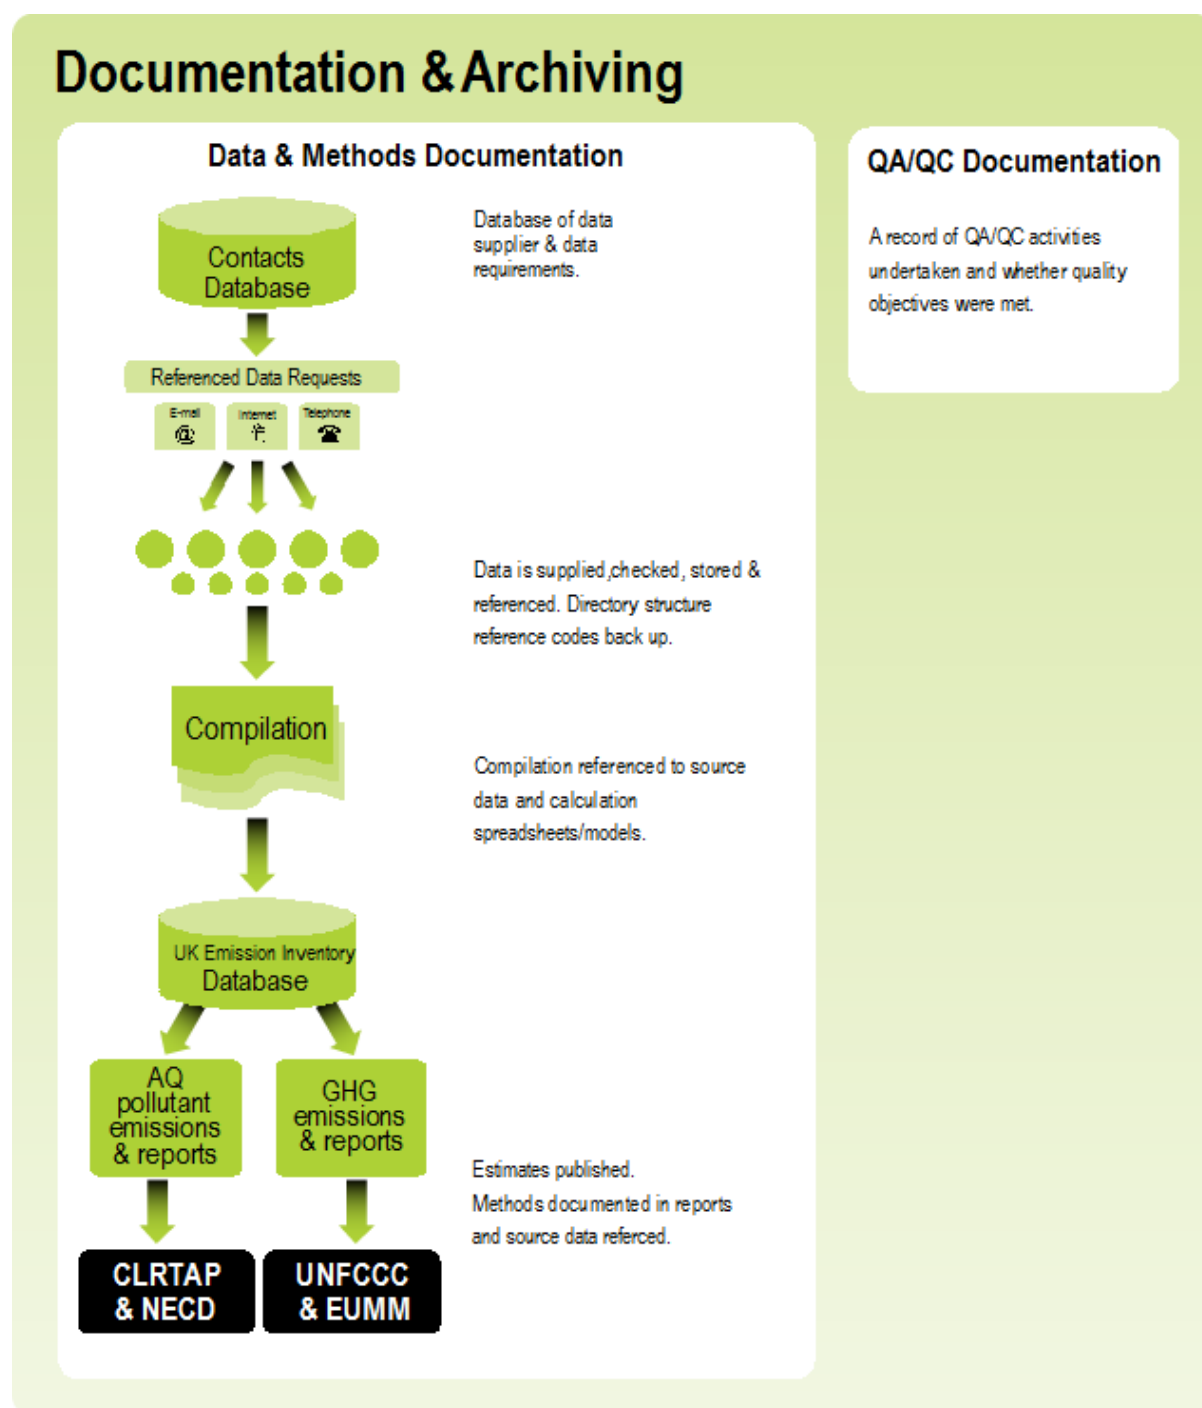 Documentation & Archiving
Data & Methods Documentation
Contacts
Database
Database of data
supplier & data
requirements.
Referenced Data Requests
E-mail
@
Internet
Telephone
Data is supplied,checked, stored &
referenced. Directory structure
reference codes back up.
Compilation
Compilation referenced to source
data and calculation
spreadsheets/models.
UK Emission Inventory
Database
AQ
pollutant
emissions
& reports
GHG
emissions
& reports
Estimates published.
Methods documented in reports
and source data referced.
CLRTAP
& NECD
UNFCCC
& EUMM
QA/QC Documentation
A record of QA/QC activities
undertaken and whether quality
objectives were met.